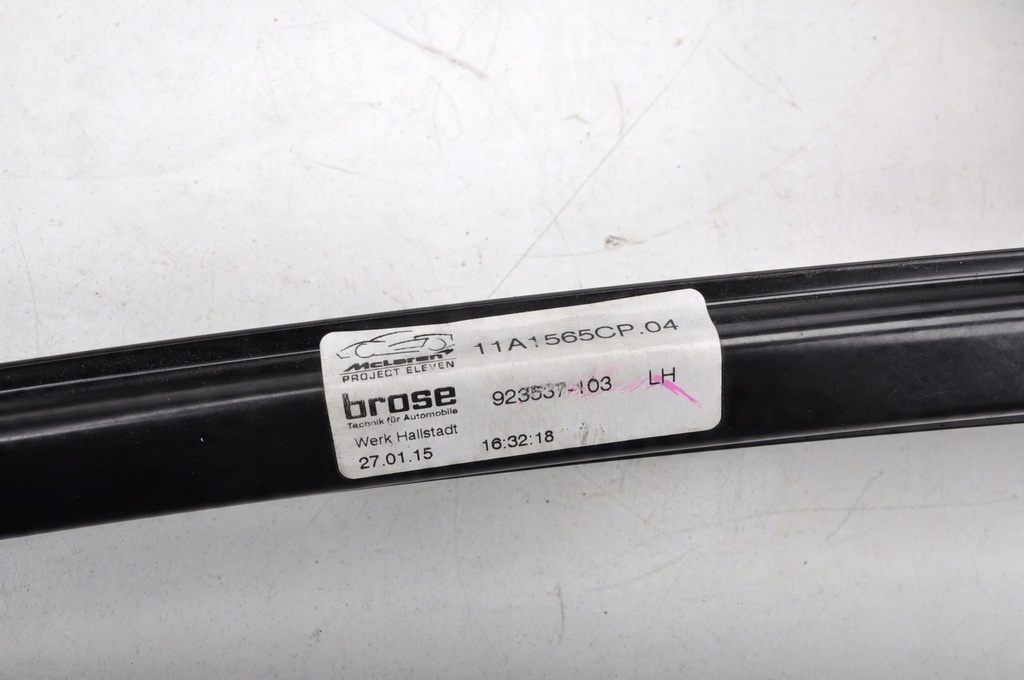 McLaren 11A1565CP.04
PROJECT ELEVEN
brose 923537-103 LH
Technik für Automobile
Werk Hallstadt
27.01.15 16:32:18